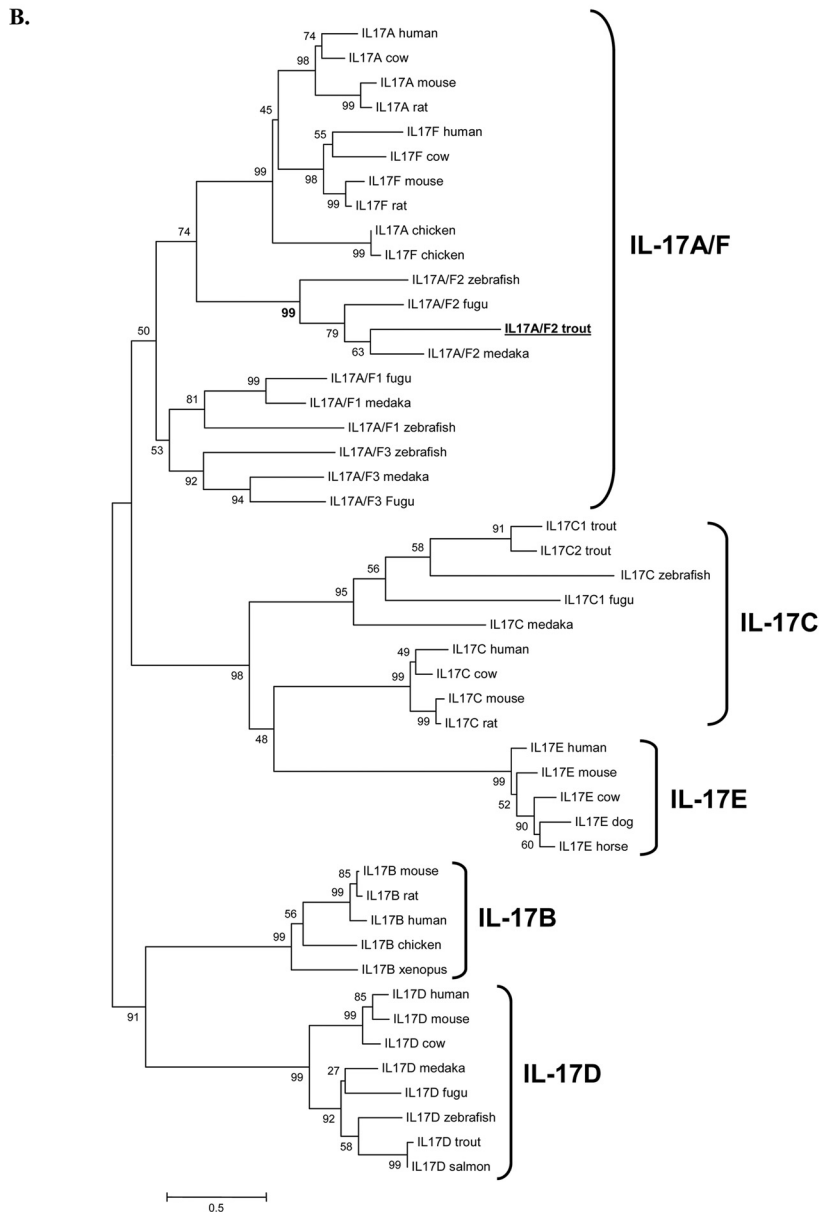 B.
IL17A human
74
IL17A cow
98
IL17A mouse
99
IL17A rat
45
IL17F human
55
IL17F cow
98
IL17F mouse
99
IL17F rat
99
IL17A chicken
99
IL17F chicken
74
IL-17A/F
IL17A/F2 zebrafish
99
IL17A/F2 fugu
79
IL17A/F2 trout
63
IL17A/F2 medaka
50
IL17A/F1 fugu
99
IL17A/F1 medaka
81
IL17A/F1 zebrafish
53
IL17A/F3 zebrafish
92
IL17A/F3 medaka
94
IL17A/F3 Fugu
IL17C1 trout
91
IL17C2 trout
58
IL17C zebrafish
56
IL17C1 fugu
95
IL17C medaka
IL-17C
IL17C human
49
IL17C cow
99
IL17C mouse
99
IL17C rat
98
48
IL17E human
99
IL17E mouse
52
IL17E cow
90
IL17E dog
60
IL17E horse
IL-17E
IL17B mouse
85
IL17B rat
99
IL17B human
56
IL17B chicken
99
IL17B xenopus
IL-17B
91
IL17D human
85
IL17D mouse
99
IL17D cow
99
IL17D medaka
27
IL17D fugu
92
IL17D zebrafish
58
IL17D trout
99
IL17D salmon
IL-17D
0.5